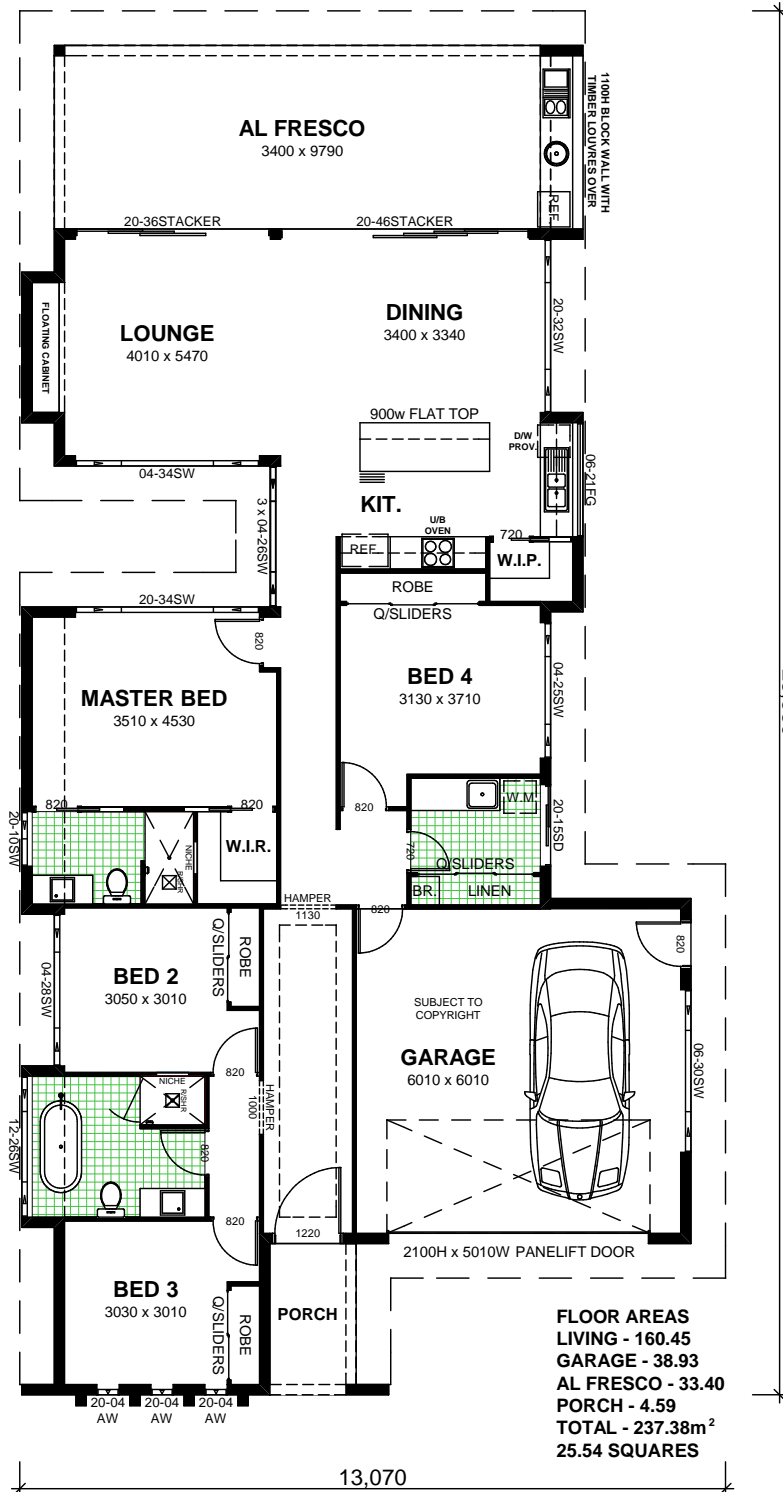 AL FRESCO
3400 x 9790
1100H BLOCK WALL WITH
TIMBER LOUVRES OVER
REF.
20-36STACKER
20-46STACKER
FLOATING CABINET
LOUNGE
4010 x 5470
DINING
3400 x 3340
20-32SW
900w FLAT TOP
D/W
PROV.
06-21FG
04-34SW
3 x 04-26SW
KIT.
U/B
OVEN
REF.
720
W.I.P.
ROBE
Q/SLIDERS
20-34SW
820
MASTER BED
3510 x 4530
BED 4
3130 x 3710
04-25SW
820
820
20-10SW
W.I.R.
NICHE
R/SHR
820
W.M
20-15SD
720
Q/SLIDERS
BR.
LINEN
HAMPER
1130
820
BED 2
3050 x 3010
04-28SW
Q/SLIDERS
ROBE
820
SUBJECT TO
COPYRIGHT
GARAGE
6010 x 6010
820
06-30SW
NICHE
R/SHR
820
HAMPER
1000
12-26SW
820
820
1220
2100H x 5010W PANELIFT DOOR
BED 3
3030 x 3010
Q/SLIDERS
ROBE
PORCH
20-04
AW
20-04
AW
20-04
AW
FLOOR AREAS
LIVING - 160.45
GARAGE - 38.93
AL FRESCO - 33.40
PORCH - 4.59
TOTAL - 237.38m²
25.54 SQUARES
13,070